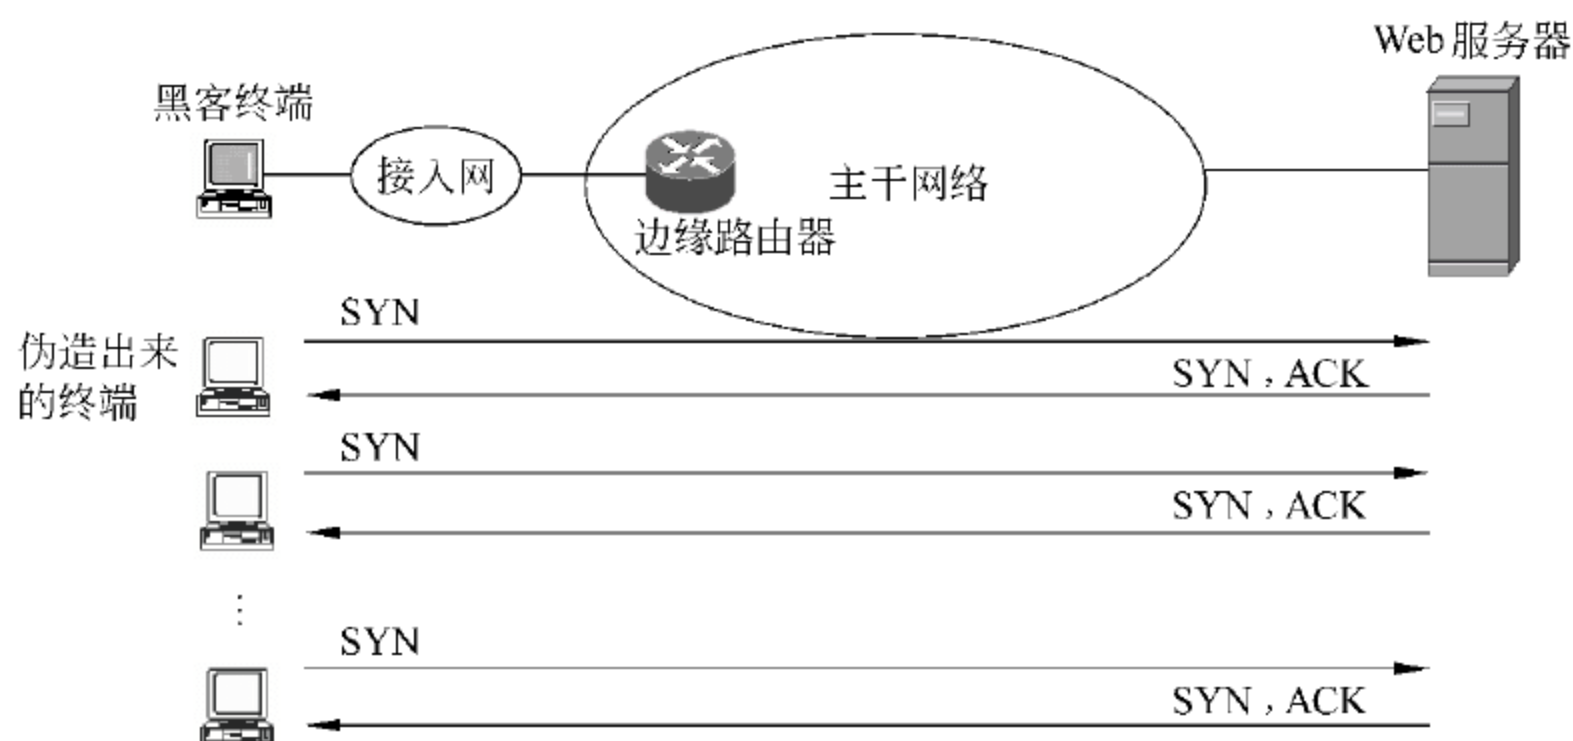 Web服务器
黑客终端
接入网
主干网络
边缘路由器
SYN
伪造出来
的终端
SYN，ACK
SYN
SYN，ACK
⋮
SYN
SYN，ACK